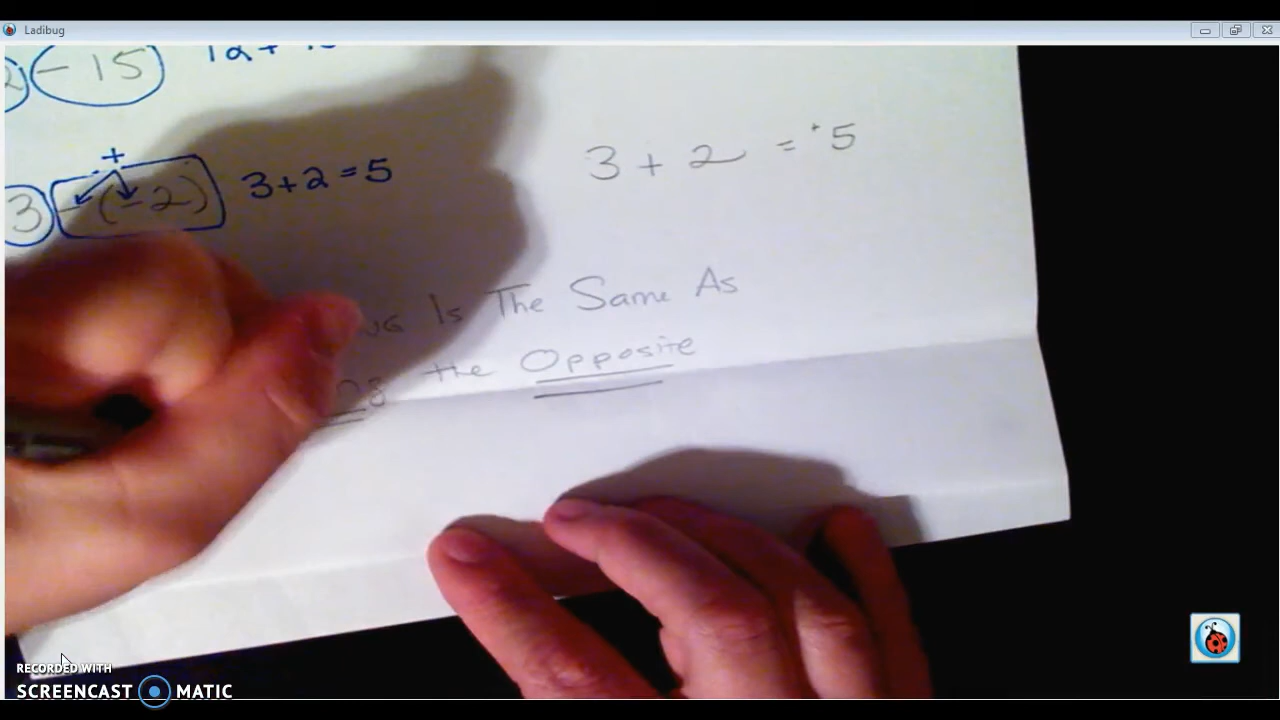 Ladibug
- 15
+
3 - (-2) 3+2=5
3 + 2 = +5
Is The Same As
the Opposite
RECORDED WITH
SCREENCAST MATIC